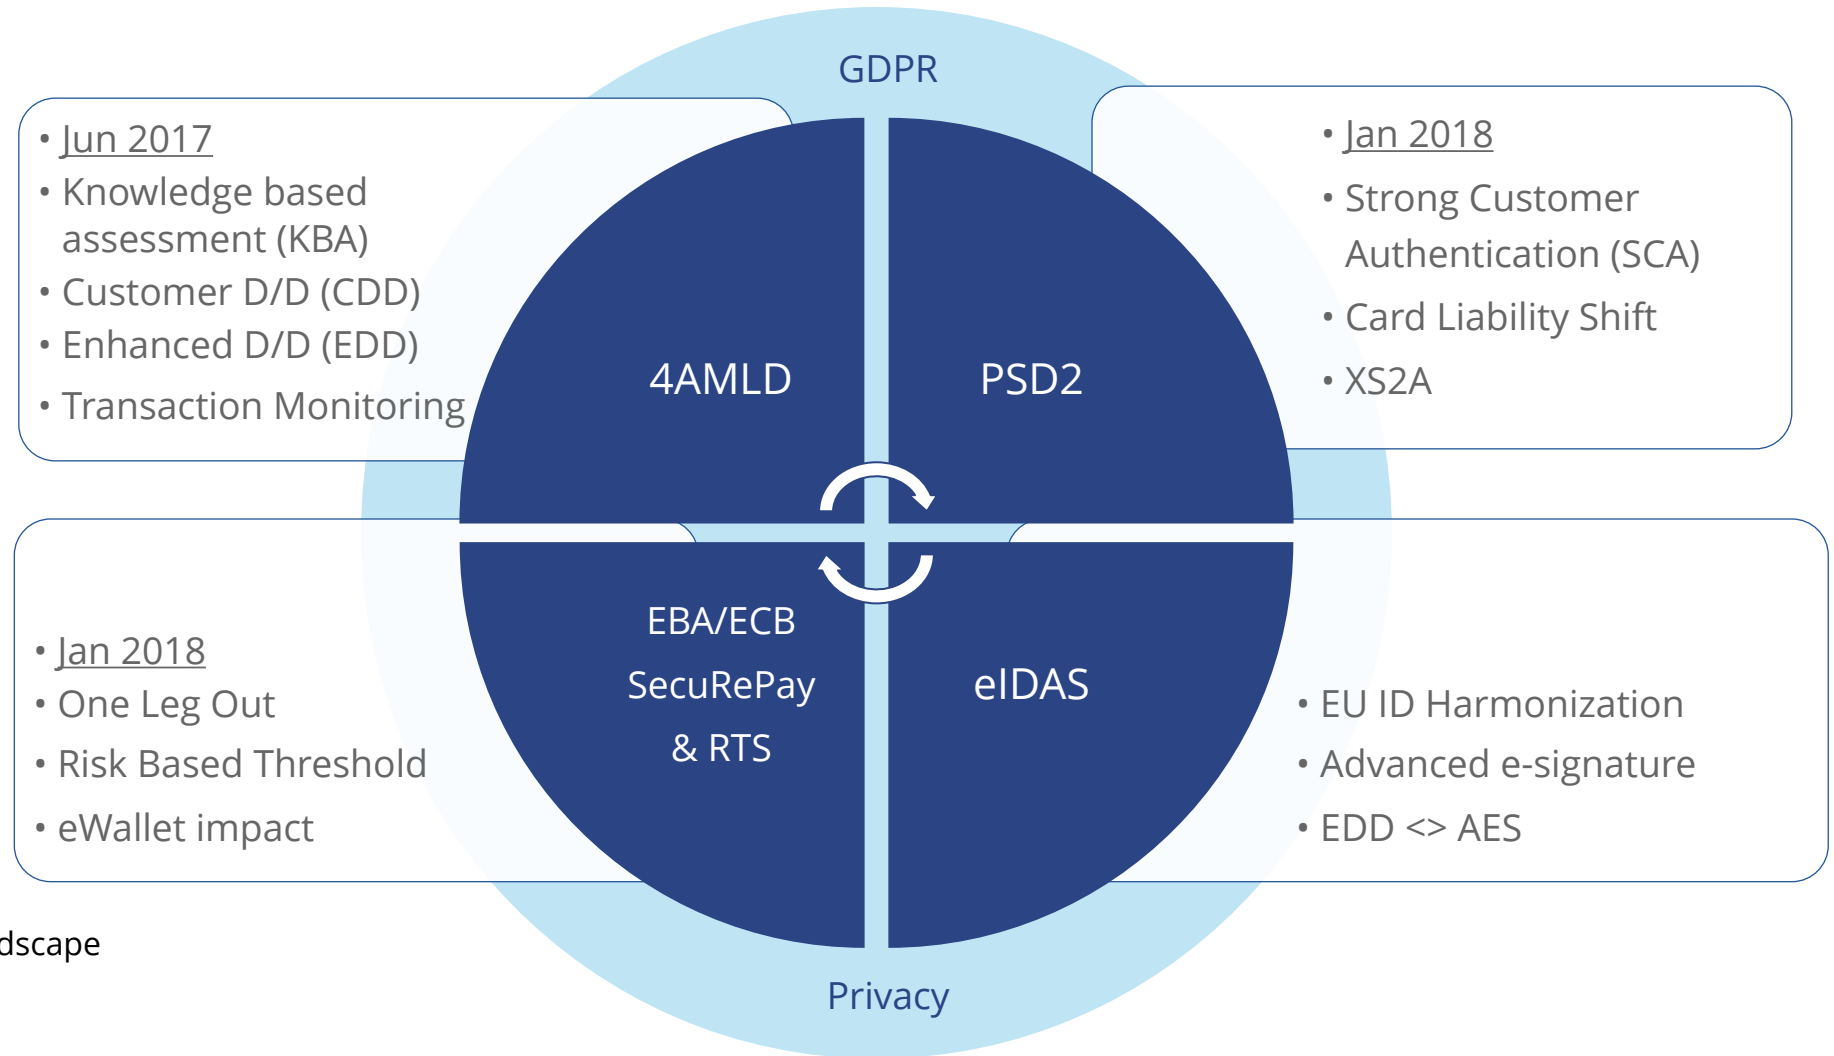 GDPR
• Jun 2017
• Knowledge based
assessment (KBA)
• Customer D/D (CDD)
• Enhanced D/D (EDD)
• Transaction Monitoring
• Jan 2018
• Strong Customer
Authentication (SCA)
• Card Liability Shift
• XS2A
4AMLD
PSD2
EBA/ECB
SecuRePay
& RTS
eIDAS
• Jan 2018
• One Leg Out
• Risk Based Threshold
• eWallet impact
• EU ID Harmonization
• Advanced e-signature
• EDD <> AES
dscape
Privacy